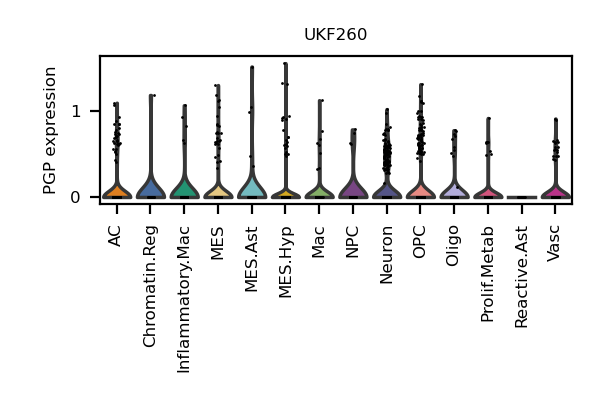 UKF260
PGP expression
1
0
AC
Chromatin.Reg
Inflammatory.Mac
MES
MES.Ast
MES.Hyp
Mac
NPC
Neuron
OPC
Oligo
Prolif.Metab
Reactive.Ast
Vasc